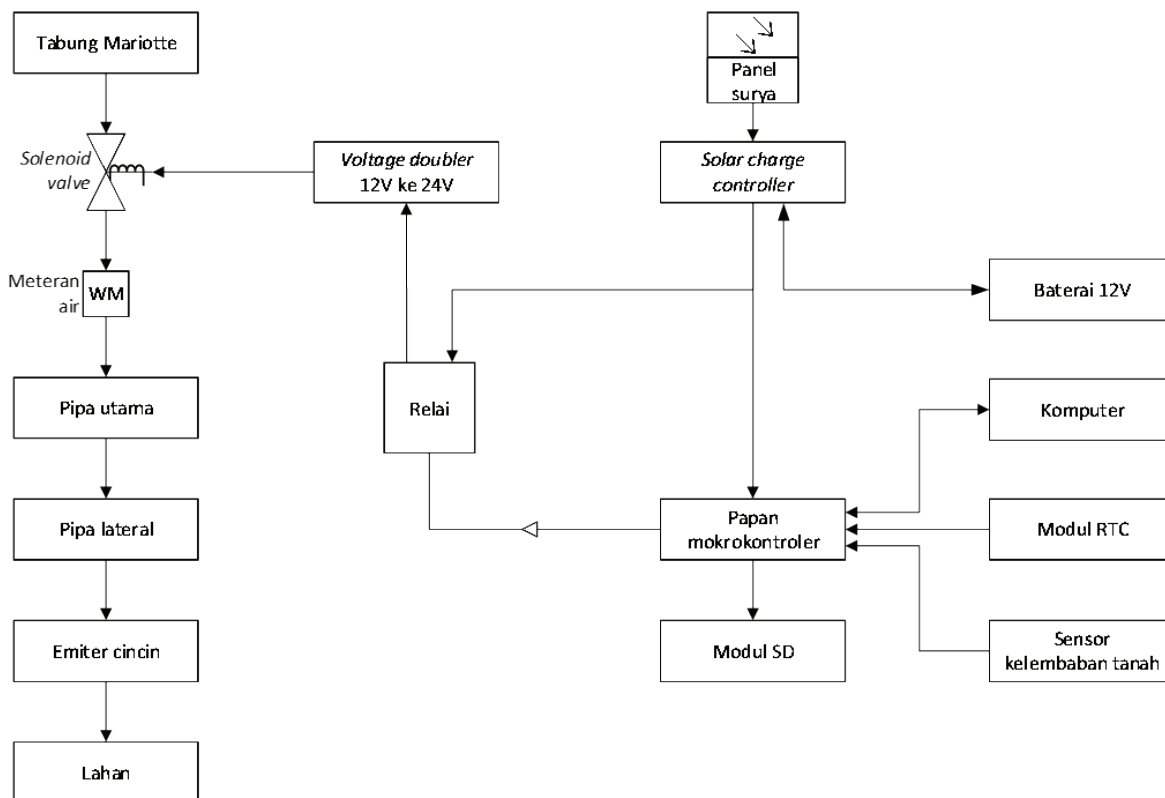 Tabung Mariotte
Panel
surya
Solenoid
valve
Voltage doubler
12V ke 24V
Solar charge
controller
Meteran
air
WM
Baterai 12V
Pipa utama
Relai
Komputer
Pipa lateral
Papan
mokrokontroler
Modul RTC
Emiter cincin
Modul SD
Sensor
kelembaban tanah
Lahan